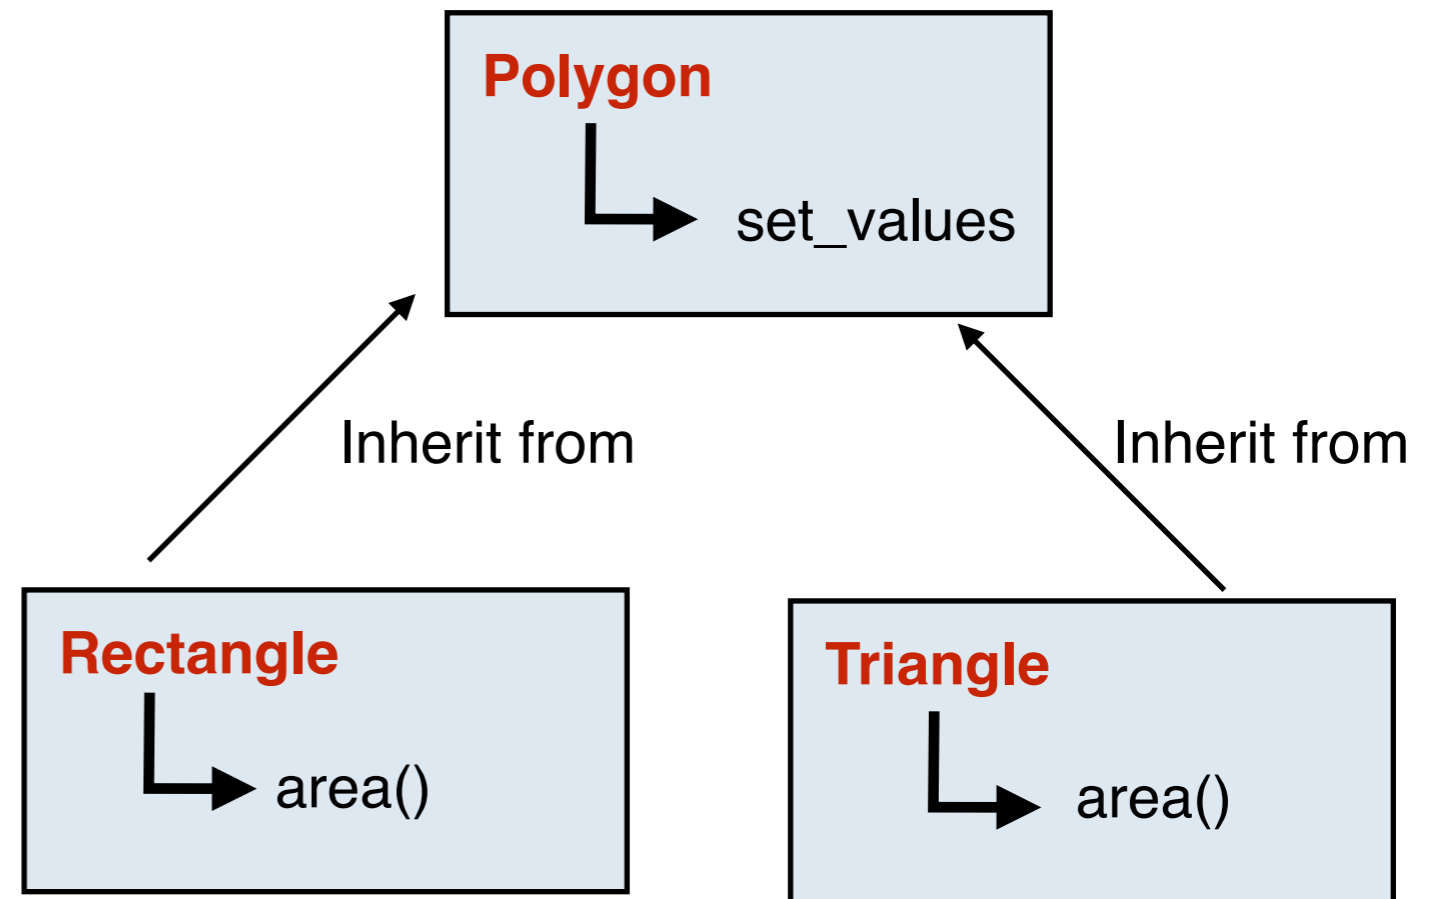 Polygon
set_values
Inherit from
Inherit from
Rectangle
area()
Triangle
area()